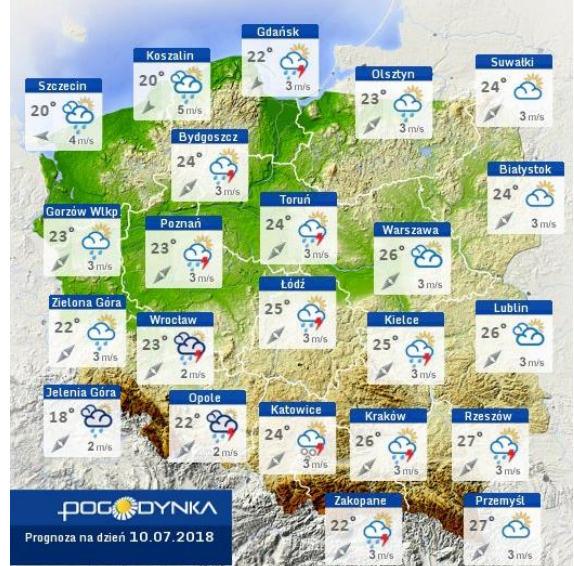 Gdańsk
22°
3 m/s
Koszalin
20°
5 m/s
Szczecin
20°
4 m/s
Olsztyn
23°
3 m/s
Suwałki
24°
3 m/s
Bydgoszcz
24°
3 m/s
Białystok
24°
3 m/s
Gorzów Wlkp
23°
3 m/s
Poznań
23°
3 m/s
Toruń
24°
3 m/s
Warszawa
26°
3 m/s
Łódź
25°
3 m/s
Zielona Góra
22°
3 m/s
Wrocław
23°
2 m/s
Kielce
25°
3 m/s
Lublin
26°
3 m/s
Jelenia Góra
18°
2 m/s
Opole
22°
2 m/s
Katowice
24°
3 m/s
Kraków
26°
3 m/s
Rzeszów
27°
3 m/s
Zakopane
22°
3 m/s
Przemyśl
27°
3 m/s
POGODYNKA
Prognoza na dzień 10.07.2018